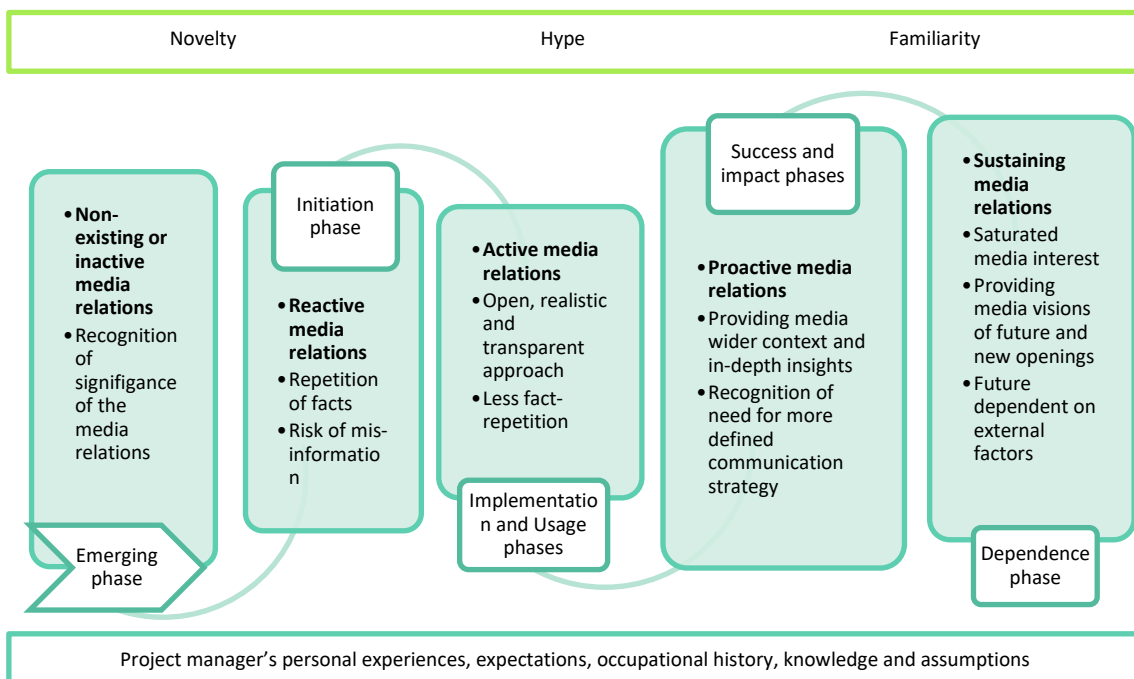 Novelty
Hype
Familiarity
• Non-
existing or
inactive
media
relations
• Recognition
of
signifigance
of the
media
relations
Emerging
phase
Initiation
phase
• Reactive
media
relations
• Repetition
of facts
• Risk of mis-
informatio
n
• Active media
relations
• Open, realistic
and
transparent
approach
• Less fact-
repetition
Implementatio
n and Usage
phases
Success and
impact phases
• Proactive media
relations
• Providing media
wider context and
in-depth insights
• Recognition of
need for more
defined
communication
strategy
• Sustaining
media
relations
• Saturated
media interest
• Providing
media visions
of future and
new openings
• Future
dependent on
external
factors
Dependence
phase
Project manager’s personal experiences, expectations, occupational history, knowledge and assumptions